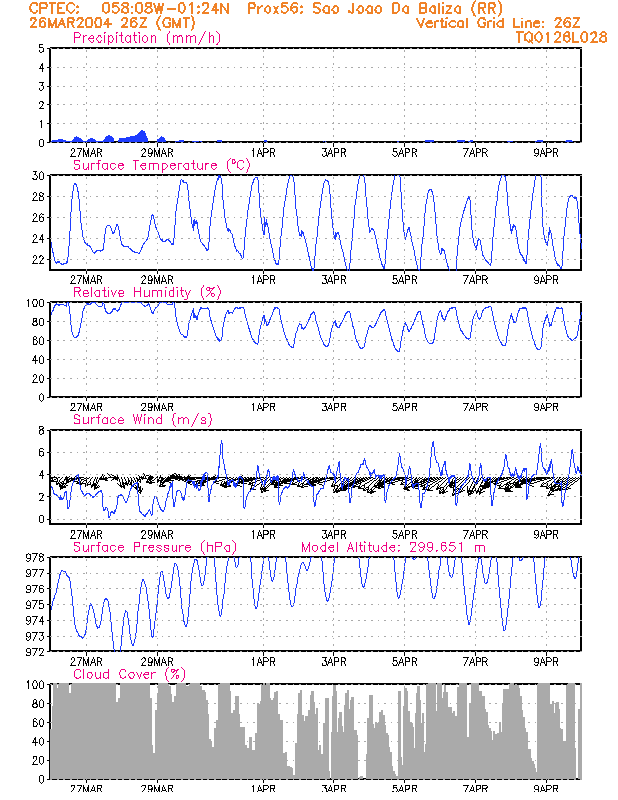 CPTEC: 058:08W-01:24N Prox56: Sao Joao Da Baliza (RR)
26MAR2004 26Z (GMT) Vertical Grid Line: 26Z
Precipitation (mm/h) TQ0126L028
5
4
3
2
1
0
27MAR 29MAR 1APR 3APR 5APR 7APR 9APR
Surface Temperature (ºC)
30
28
26
24
22
27MAR 29MAR 1APR 3APR 5APR 7APR 9APR
Relative Humidity (%)
100
80
60
40
20
0
27MAR 29MAR 1APR 3APR 5APR 7APR 9APR
Surface Wind (m/s)
8
6
4
2
0
27MAR 29MAR 1APR 3APR 5APR 7APR 9APR
Surface Pressure (hPa) Model Altitude: 299.651 m
978
977
976
975
974
973
972
27MAR 29MAR 1APR 3APR 5APR 7APR 9APR
Cloud Cover (%)
100
80
60
40
20
0
27MAR 29MAR 1APR 3APR 5APR 7APR 9APR